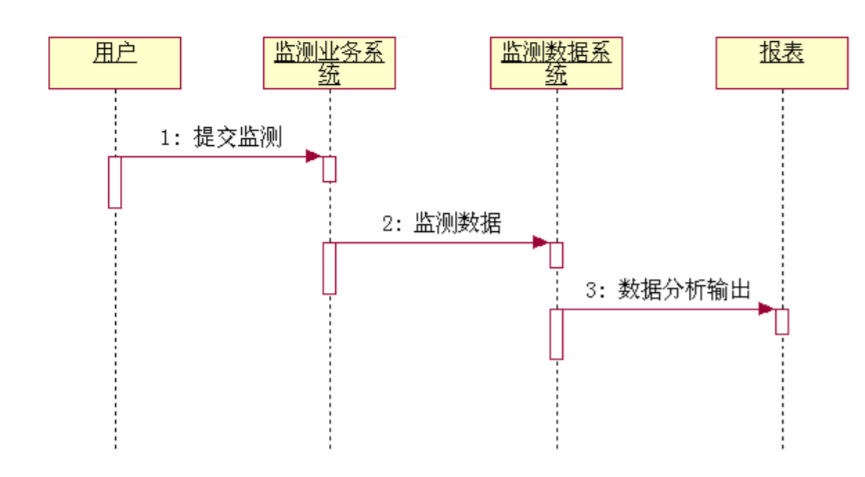 用户
监测业务系
统
监测数据系
统
报表
1: 提交监测
2: 监测数据
3: 数据分析输出